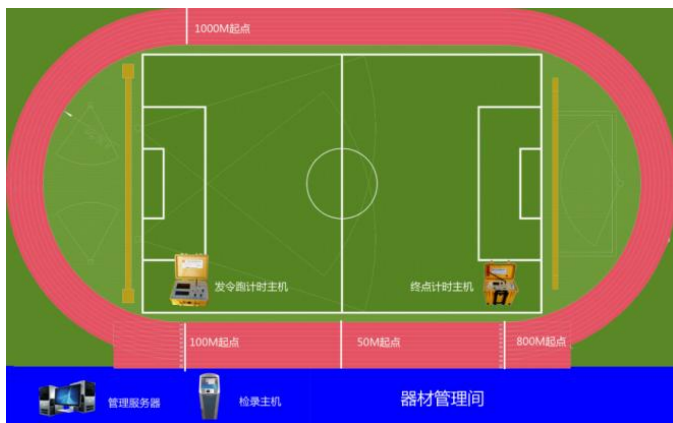 1000M起点
发令跑计时主机
终点计时主机
100M起点
50M起点
800M起点
管理服务器
检录主机
器材管理间